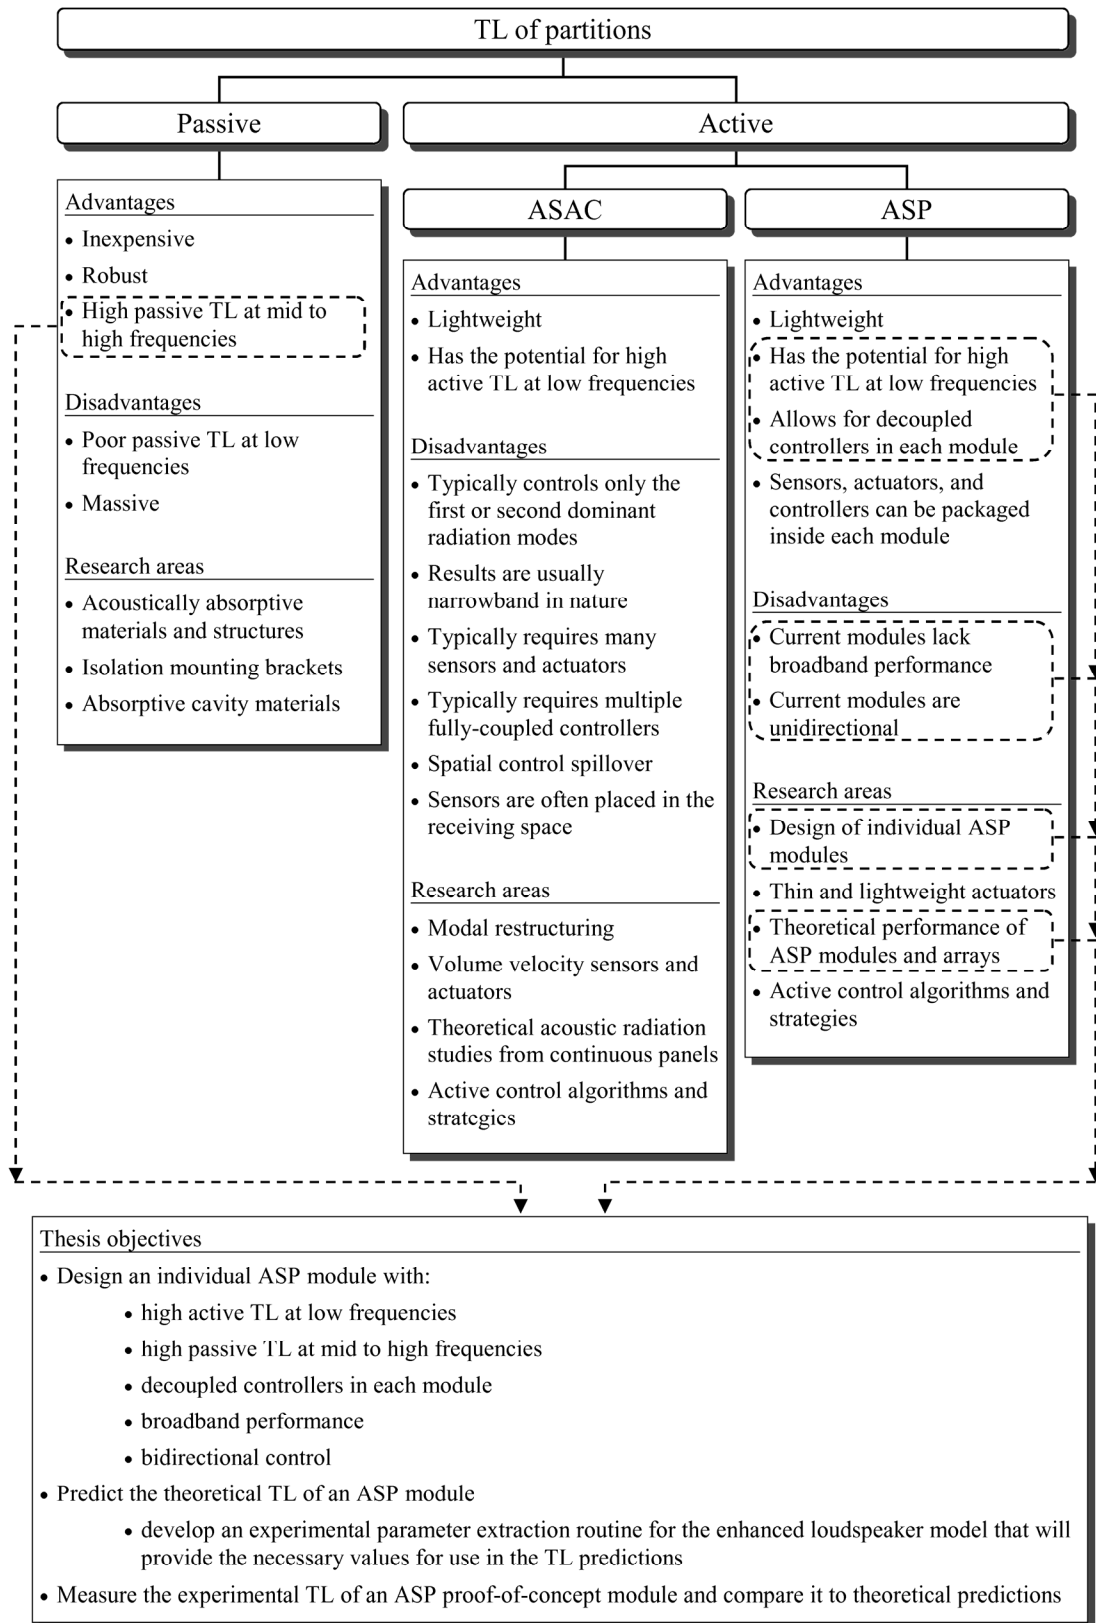 TL of partitions
Passive
Active
ASAC
ASP
Advantages
• Inexpensive
• Robust
• High passive TL at mid to
high frequencies
Disadvantages
• Poor passive TL at low
frequencies
• Massive
Research areas
• Acoustically absorptive
materials and structures
• Isolation mounting brackets
• Absorptive cavity materials
Advantages
• Lightweight
• Has the potential for high
active TL at low frequencies
Disadvantages
• Typically controls only the
first or second dominant
radiation modes
• Results are usually
narrowband in nature
• Typically requires many
sensors and actuators
• Typically requires multiple
fully-coupled controllers
• Spatial control spillover
• Sensors are often placed in the
receiving space
Research areas
• Modal restructuring
• Volume velocity sensors and
actuators
• Theoretical acoustic radiation
studies from continuous panels
• Active control algorithms and
strategies
Advantages
• Lightweight
• Has the potential for high
active TL at low frequencies
• Allows for decoupled
controllers in each module
• Sensors, actuators, and
controllers can be packaged
inside each module
Disadvantages
• Current modules lack
broadband performance
• Current modules are
unidirectional
Research areas
• Design of individual ASP
modules
• Thin and lightweight actuators
• Theoretical performance of
ASP modules and arrays
• Active control algorithms and
strategies
Thesis objectives
• Design an individual ASP module with:
• high active TL at low frequencies
• high passive TL at mid to high frequencies
• decoupled controllers in each module
• broadband performance
• bidirectional control
• Predict the theoretical TL of an ASP module
• develop an experimental parameter extraction routine for the enhanced loudspeaker model that will
provide the necessary values for use in the TL predictions
• Measure the experimental TL of an ASP proof-of-concept module and compare it to theoretical predictions